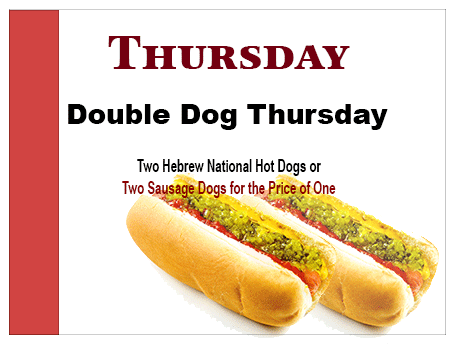 THURSDAY
Double Dog Thursday
Two Hebrew National Hot Dogs or
Two Sausage Dogs for the Price of One